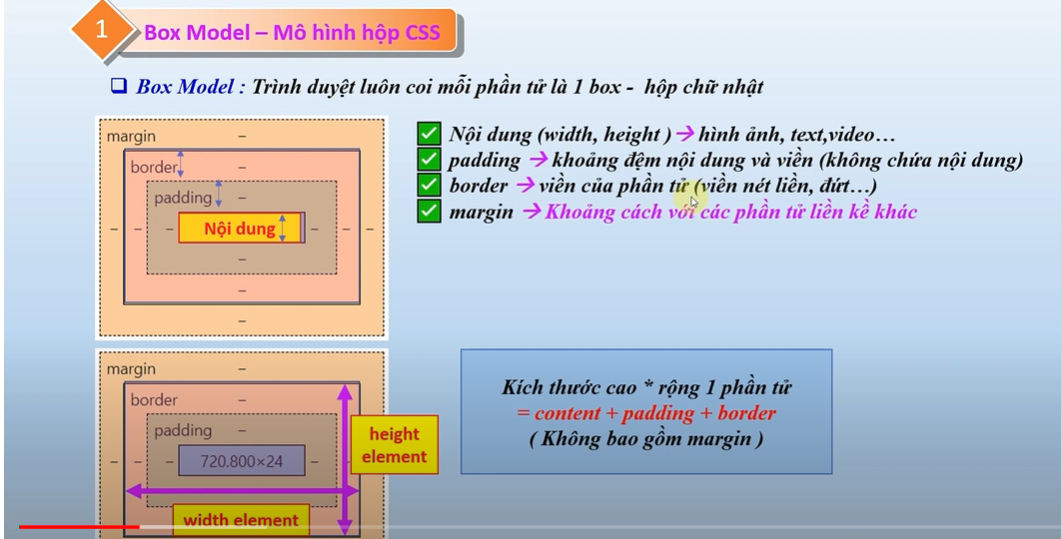 1
Box Model – Mô hình hộp CSS
Box Model : Trình duyệt luôn coi mỗi phần tử là 1 box - hộp chữ nhật
margin –
border –
padding –
– – – Nội dung – – –
–
–
–
Nội dung (width, height ) → hình ảnh, text,video…
padding → khoảng đệm nội dung và viền (không chứa nội dung)
border → viền của phần tử (viền nét liền, đứt…)
margin → Khoảng cách với các phần tử liền kề khác
margin –
border –
padding –
– – – 720.800×24 –
height
element
width element
Kích thước cao * rộng 1 phần tử
= content + padding + border
( Không bao gồm margin )